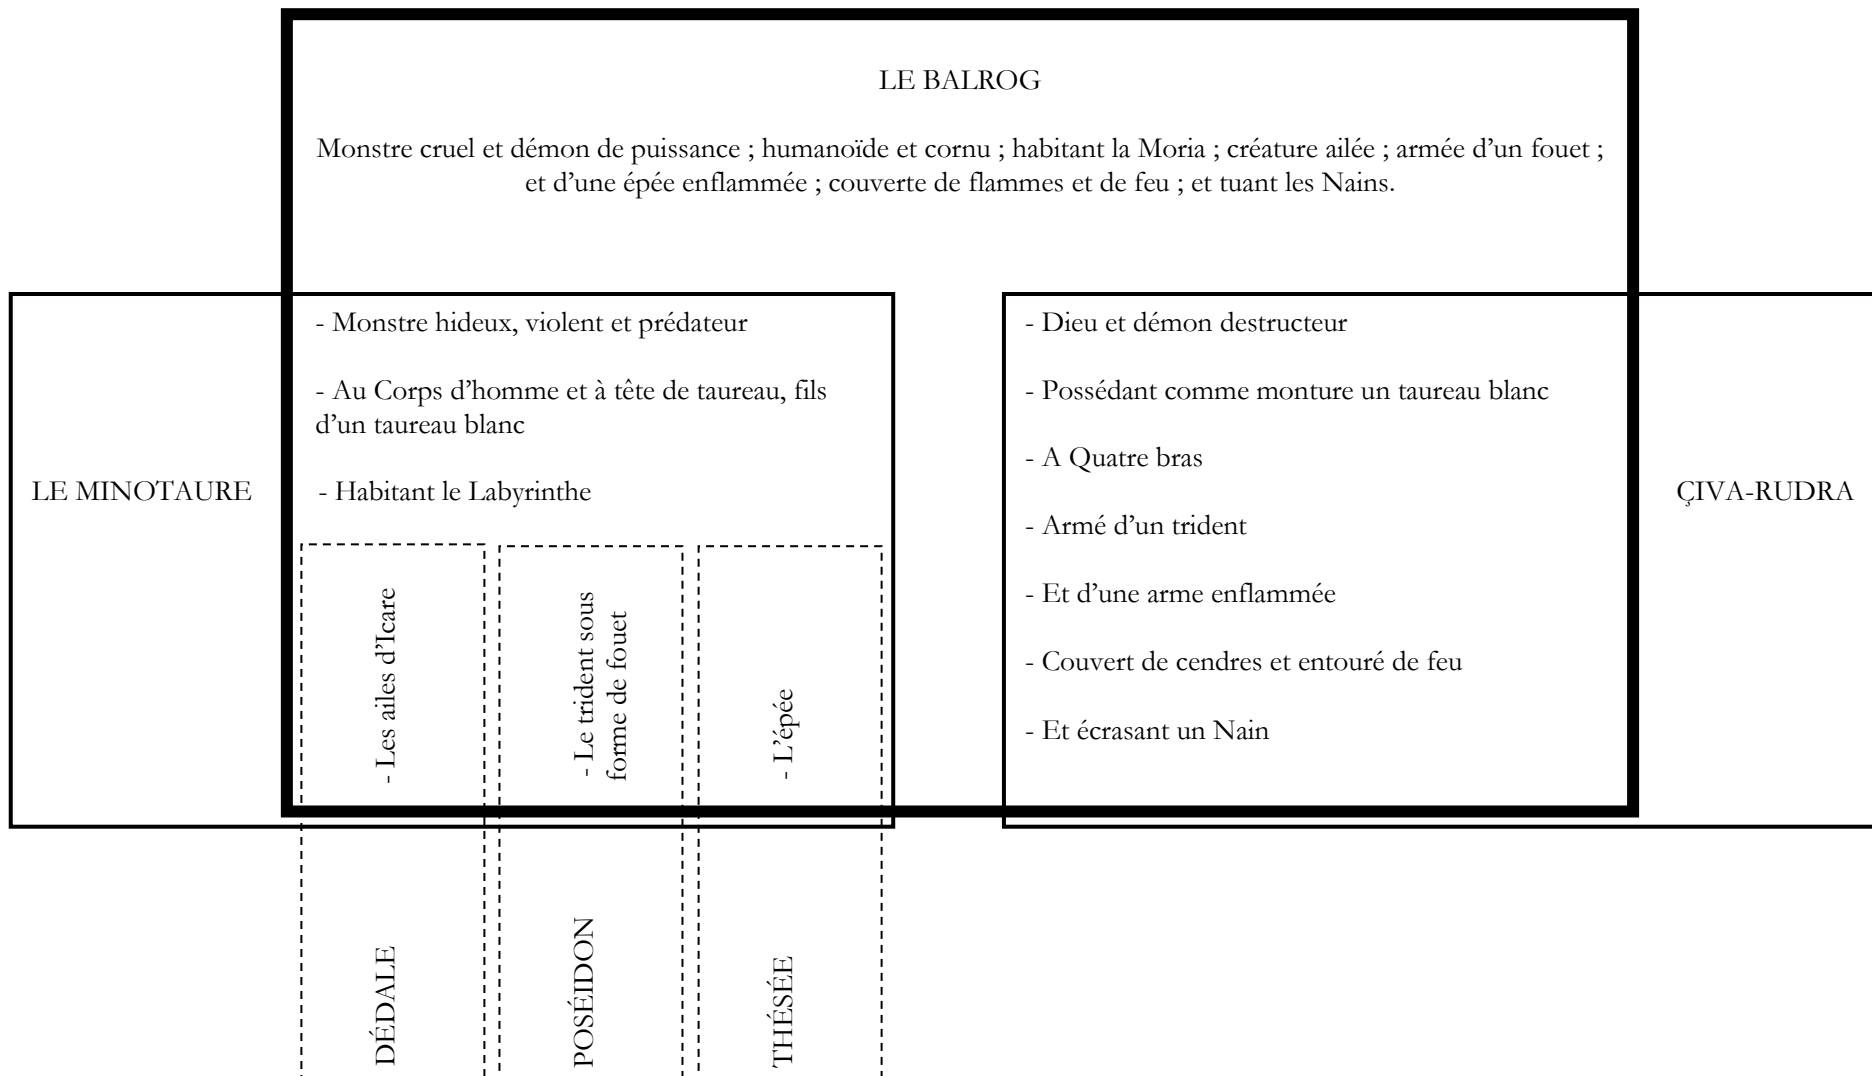 LE BALROG
Monstre cruel et démon de puissance ; humanoïde et cornu ; habitant la Moria ; créature ailée ; armée d’un fouet ;
et d’une épée enflammée ; couverte de flammes et de feu ; et tuant les Nains.
LE MINOTAURE
- Monstre hideux, violent et prédateur
- Au Corps d’homme et à tête de taureau, fils
d’un taureau blanc
- Habitant le Labyrinthe
- Les ailes d’Icare
- Le trident sous
forme de fouet
- L’épée
DÉDALE
POSÉIDON
THÉSÉE
- Dieu et démon destructeur
- Possédant comme monture un taureau blanc
- A Quatre bras
- Armé d’un trident
- Et d’une arme enflammée
- Couvert de cendres et entouré de feu
- Et écrasant un Nain
ÇIVA-RUDRA